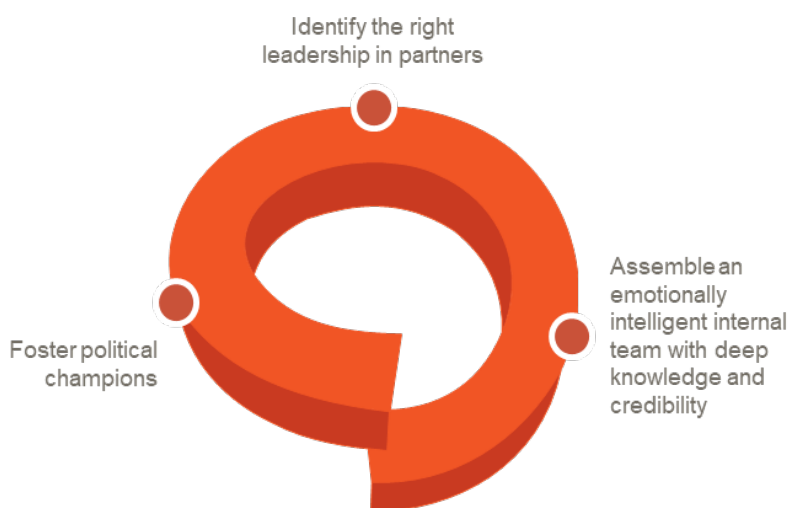 Identify the right
leadership in partners
Assemble an
emotionally
intelligent internal
team with deep
knowledge and
credibility
Foster political
champions